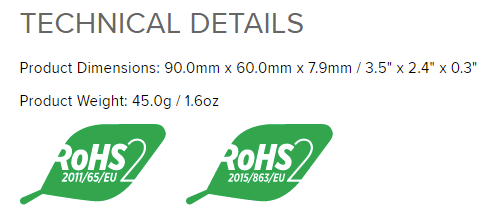 TECHNICAL DETAILS
Product Dimensions: 90.0mm x 60.0mm x 7.9mm / 3.5" x 2.4" x 0.3"
Product Weight: 45.0g / 1.6oz
RoHS 2
2011/65/EU
RoHS 2
2015/863/EU